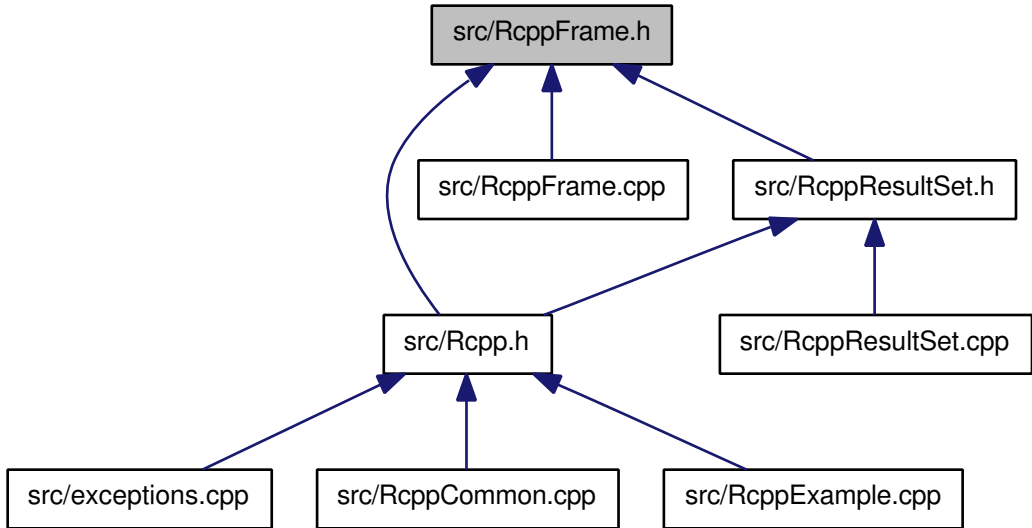 src/RcppFrame.h
src/RcppFrame.cpp
src/RcppResultSet.h
src/Rcpp.h
src/RcppResultSet.cpp
src/exceptions.cpp
src/RcppCommon.cpp
src/RcppExample.cpp